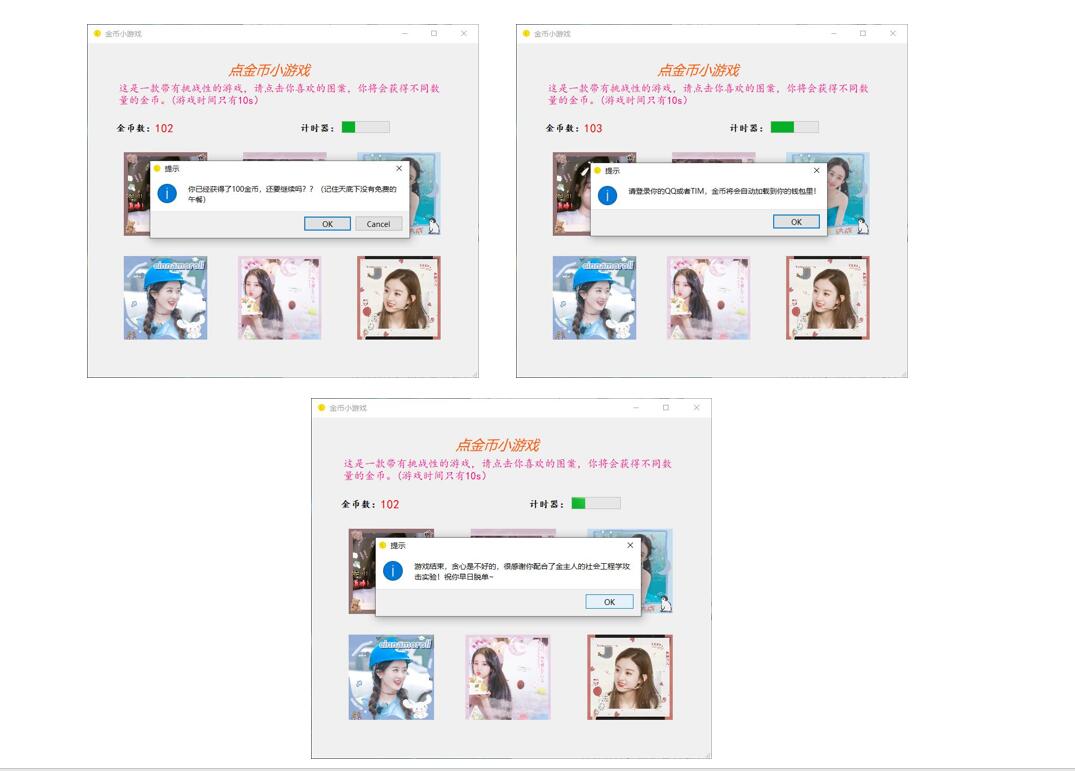 金币小游戏
点金币小游戏
这是一款带有挑战性的游戏，请点击你喜欢的图案，你将会获得不同数
量的金币。(游戏时间只有10s)
金币数：102
计时器：
提示
你已经获得了100金币，还要继续吗？？（记住天底下没有免费的
午餐）
OK
Cancel
cinnamoroll
金币小游戏
点金币小游戏
这是一款带有挑战性的游戏，请点击你喜欢的图案，你将会获得不同数
量的金币。(游戏时间只有10s)
金币数：103
计时器：
提示
请登录你的QQ或者TIM，金币将会自动加载到你的钱包里！
OK
cinnamoroll
金币小游戏
点金币小游戏
这是一款带有挑战性的游戏，请点击你喜欢的图案，你将会获得不同数
量的金币。(游戏时间只有10s)
金币数：102
计时器：
提示
游戏结束，贪心是不好的，很感谢你配合了金主人的社会工程学攻
击实验！祝你早日脱单~
OK
cinnamoroll